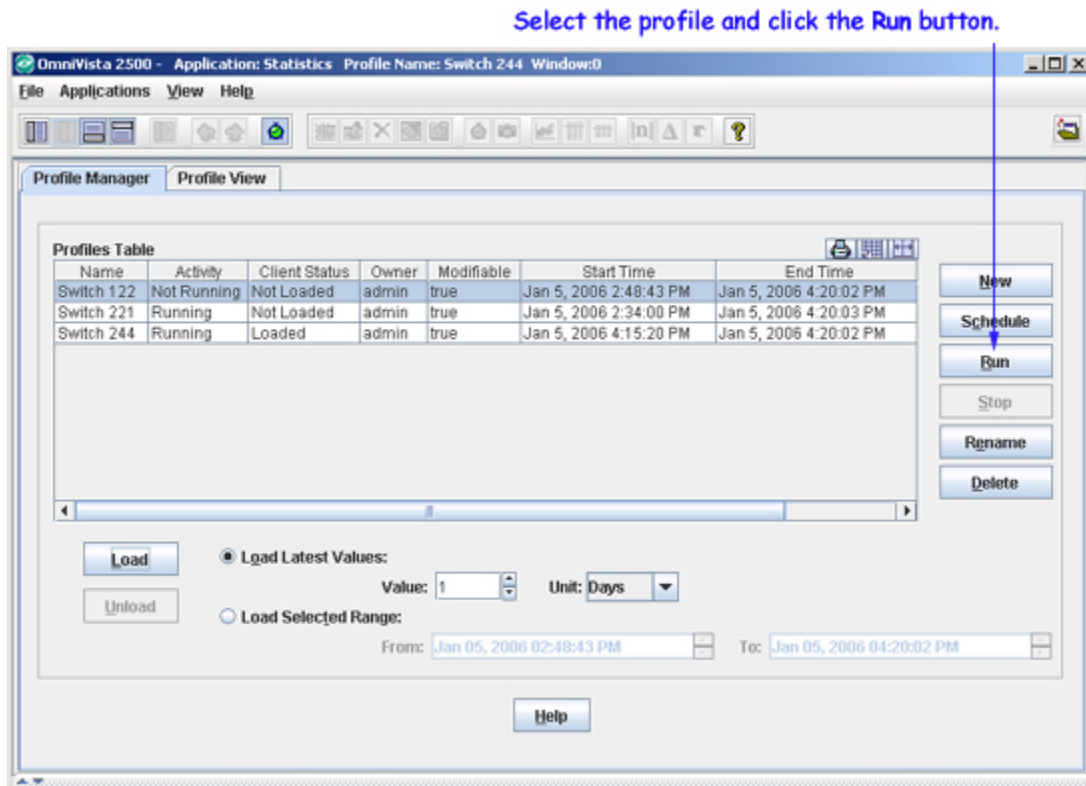 Select the profile and click the Run button.
OmniVista 2500 - Application: Statistics Profile Name: Switch 244 Window:0
File Applications View Help
Profile Manager Profile View
Profiles Table
Name Activity Client Status Owner Modifiable Start Time End Time
Switch 122 Not Running Not Loaded admin true Jan 5, 2006 2:48:43 PM Jan 5, 2006 4:20:02 PM
Switch 221 Running Not Loaded admin true Jan 5, 2006 2:34:00 PM Jan 5, 2006 4:20:03 PM
Switch 244 Running Loaded admin true Jan 5, 2006 4:15:20 PM Jan 5, 2006 4:20:02 PM
New
Schedule
Run
Stop
Rename
Delete
Load Load Latest Values:
Value: 1 Unit: Days
Unload Load Selected Range:
From: Jan 05, 2006 02:48:43 PM To: Jan 05, 2006 04:20:02 PM
Help